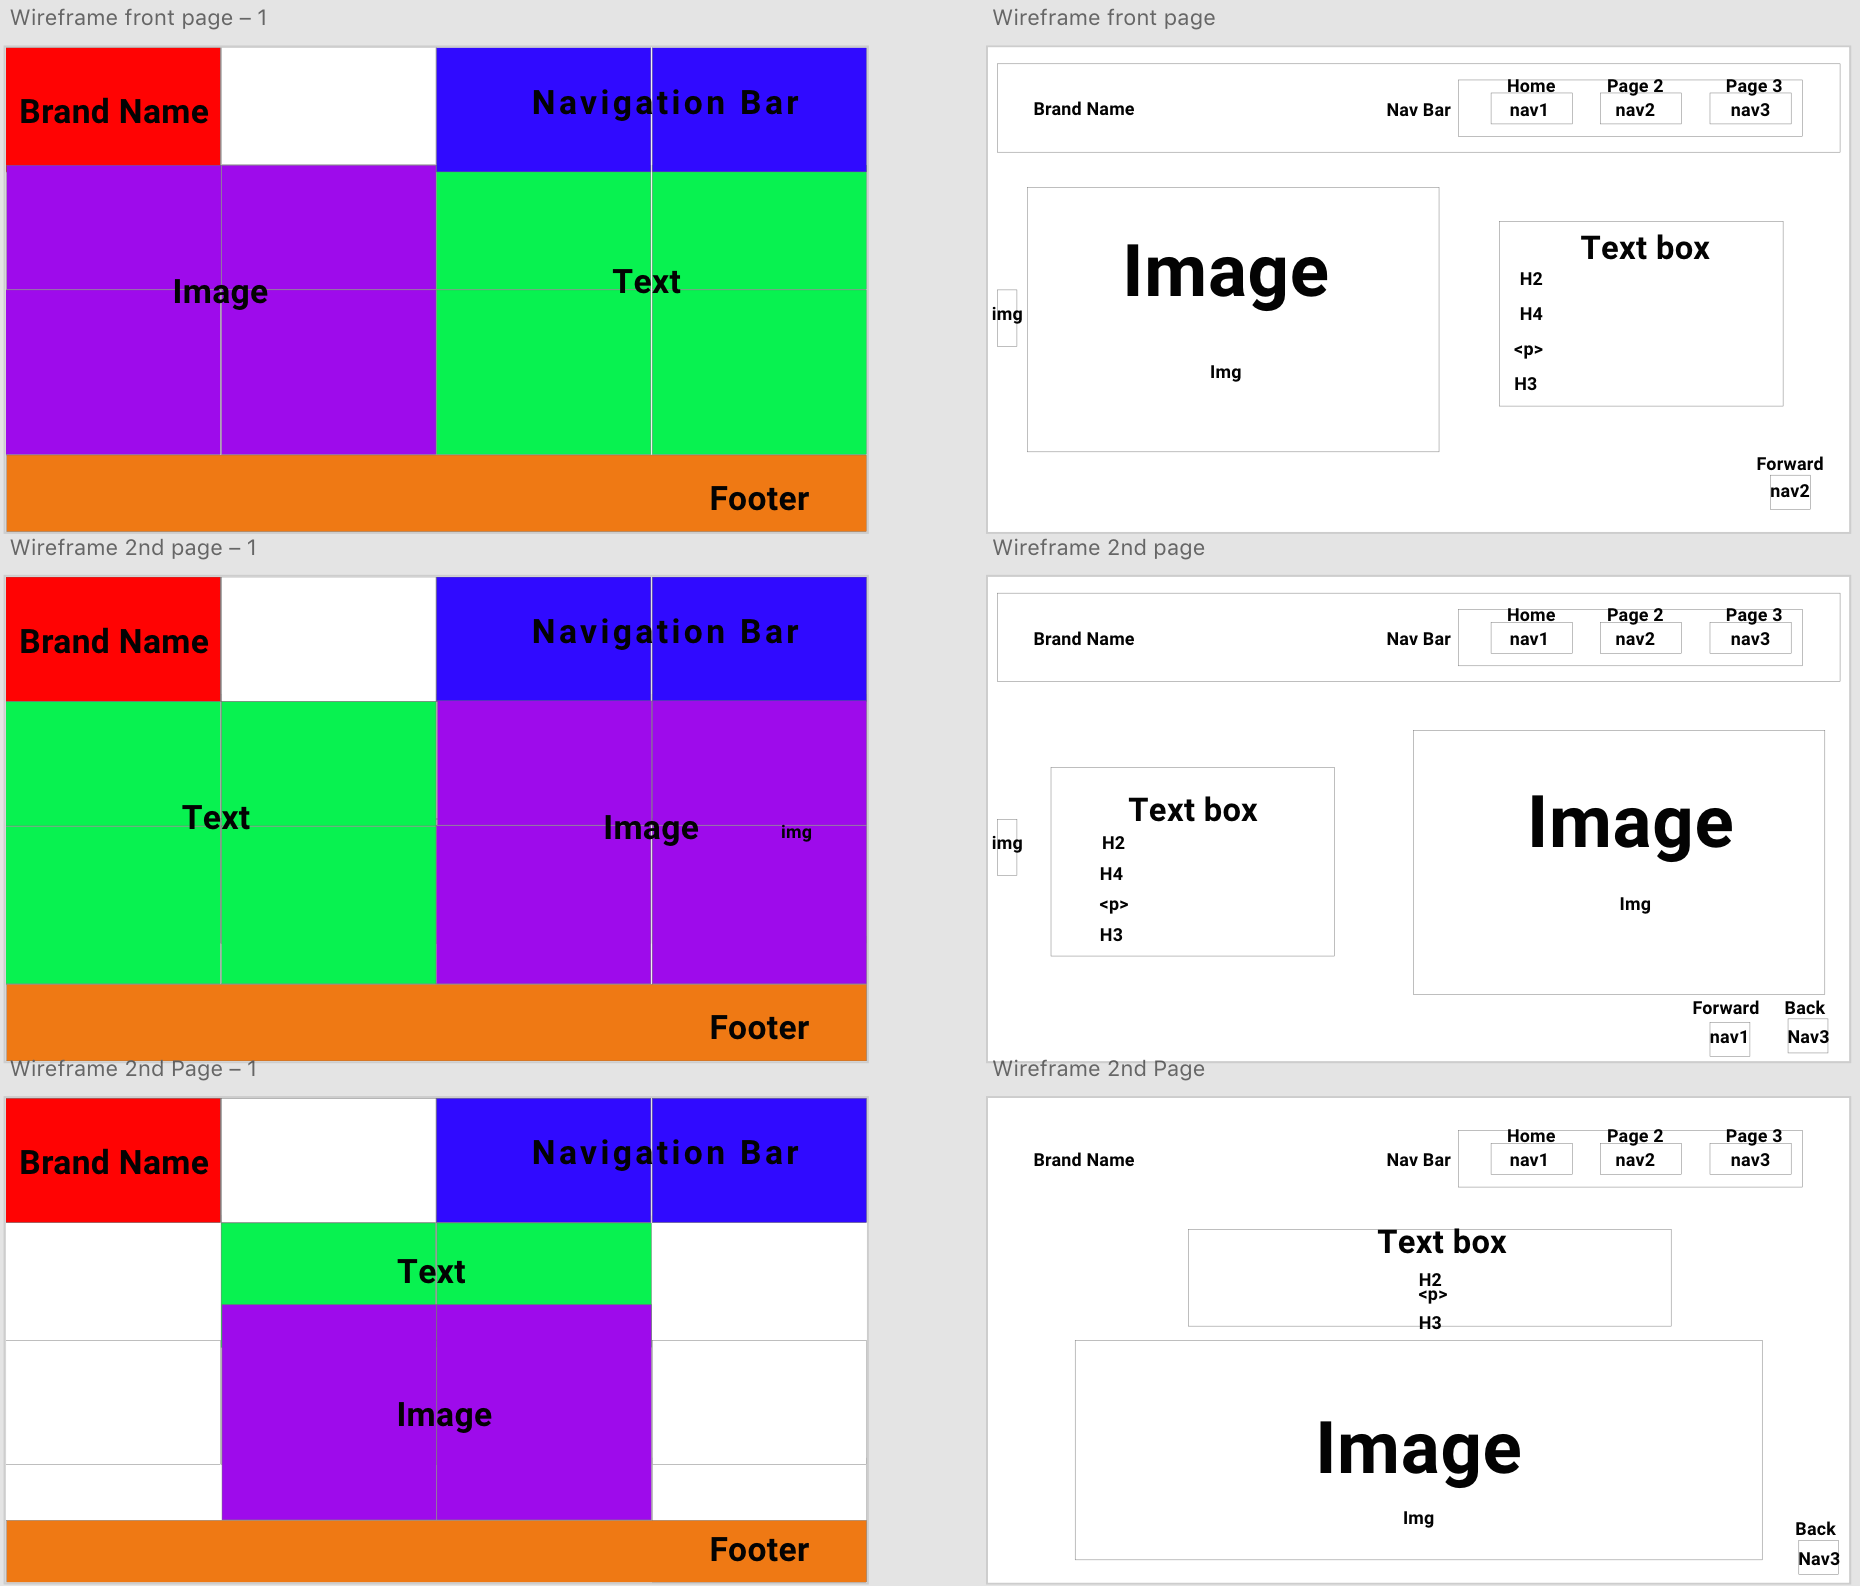 Wireframe front page – 1
Brand Name
Navigation Bar
Image
Text
Footer
Wireframe front page
Brand Name
Nav Bar
Home
Page 2
Page 3
nav1
nav2
nav3
Image
Img
img
Text box
H2
H4
<p>
H3
Forward
nav2
Wireframe 2nd page – 1
Brand Name
Navigation Bar
Text
Image
img
Footer
Wireframe 2nd page
Brand Name
Nav Bar
Home
Page 2
Page 3
nav1
nav2
nav3
img
Text box
H2
H4
<p>
H3
Image
Img
Forward
Back
nav1
Nav3
Wireframe 2nd Page – 1
Brand Name
Navigation Bar
Text
Image
Footer
Wireframe 2nd Page
Brand Name
Nav Bar
Home
Page 2
Page 3
nav1
nav2
nav3
Text box
H2
<p>
H3
Image
Img
Back
Nav3